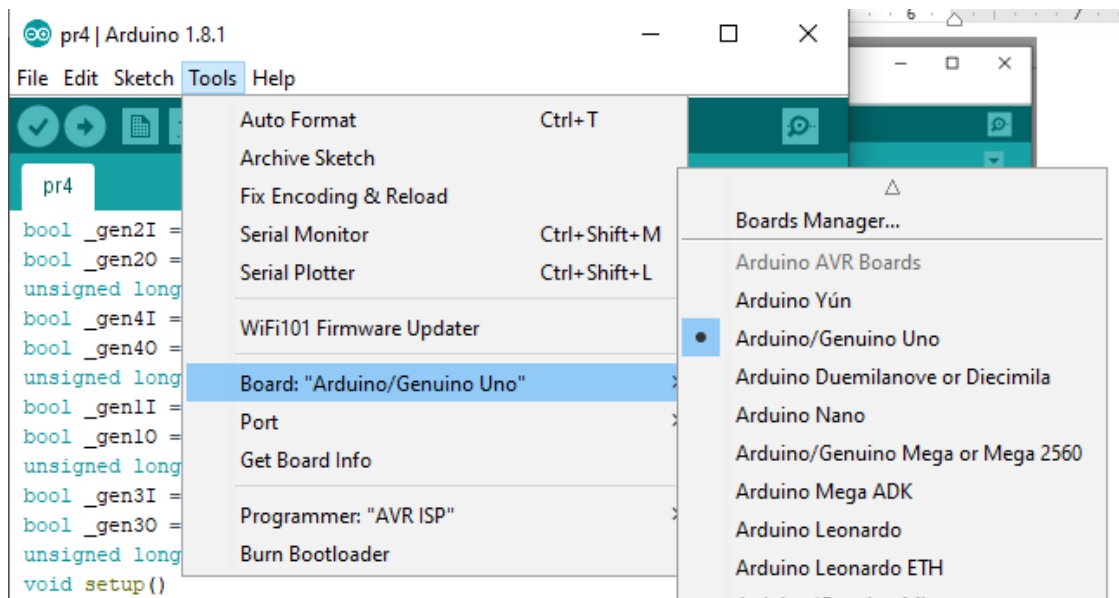 6 7
pr4 | Arduino 1.8.1
File Edit Sketch Tools Help
Auto Format Ctrl+T
Archive Sketch
Fix Encoding & Reload
Serial Monitor Ctrl+Shift+M
Serial Plotter Ctrl+Shift+L
WiFi101 Firmware Updater
Board: "Arduino/Genuino Uno"
Port
Get Board Info
Programmer: "AVR ISP"
Burn Bootloader
Boards Manager...
Arduino AVR Boards
Arduino Yún
Arduino/Genuino Uno
Arduino Duemilanove or Diecimila
Arduino Nano
Arduino/Genuino Mega or Mega 2560
Arduino Mega ADK
Arduino Leonardo
Arduino Leonardo ETH
pr4
bool _gen2I =
bool _gen2O =
unsigned long
bool _gen4I =
bool _gen4O =
unsigned long
bool _gen1I =
bool _gen1O =
unsigned long
bool _gen3I =
bool _gen3O =
unsigned long
void setup()